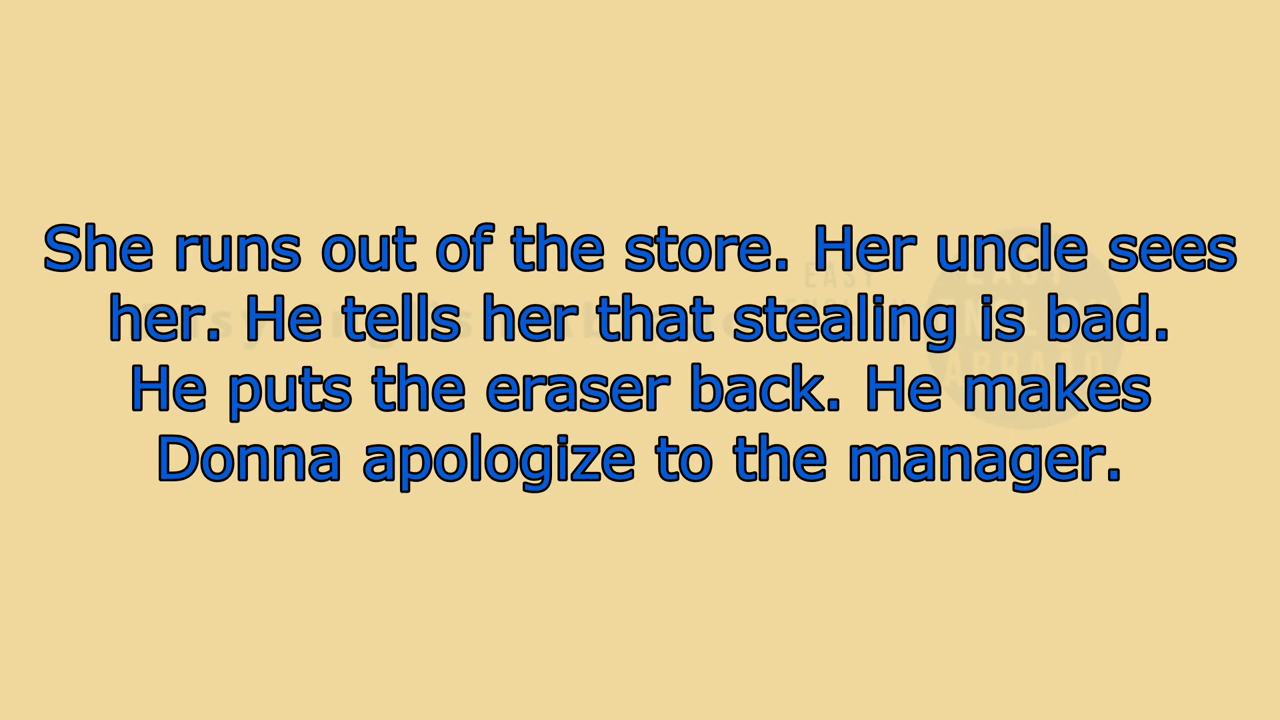 She runs out of the store. Her uncle sees
her. He tells her that stealing is bad.
He puts the eraser back. He makes
Donna apologize to the manager.
EASY